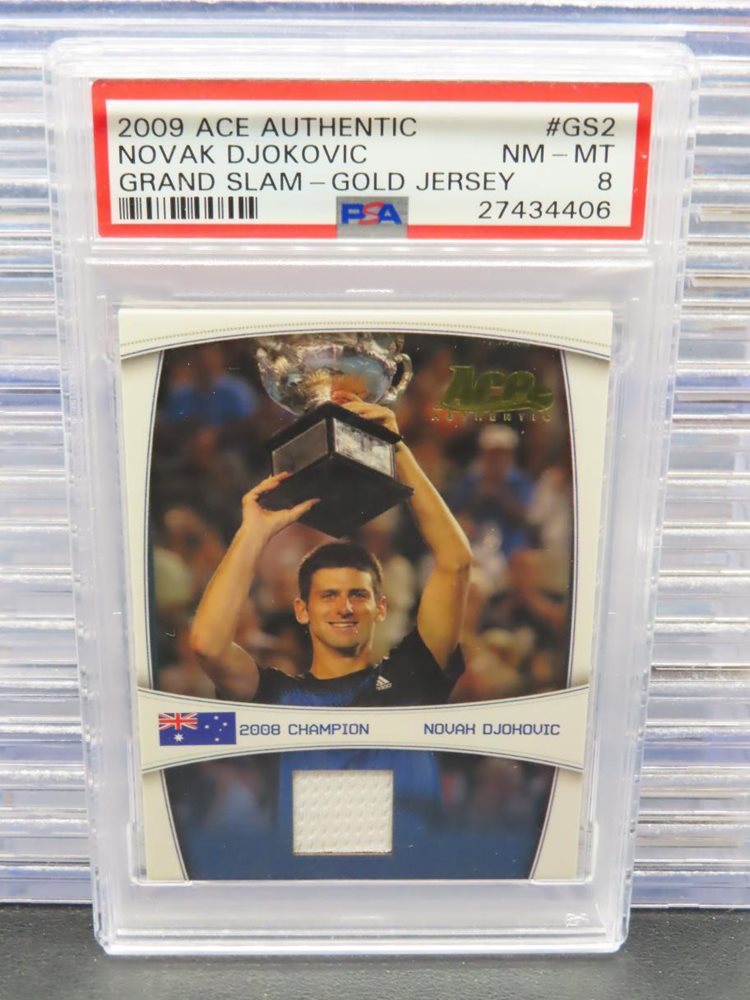 2009 ACE AUTHENTIC #GS2
NOVAK DJOKOVIC NM - MT
GRAND SLAM - GOLD JERSEY 8
PSA 27434406
ACE
AUTHENTIC
2008 CHAMPION NOVAK DJOKOVIC